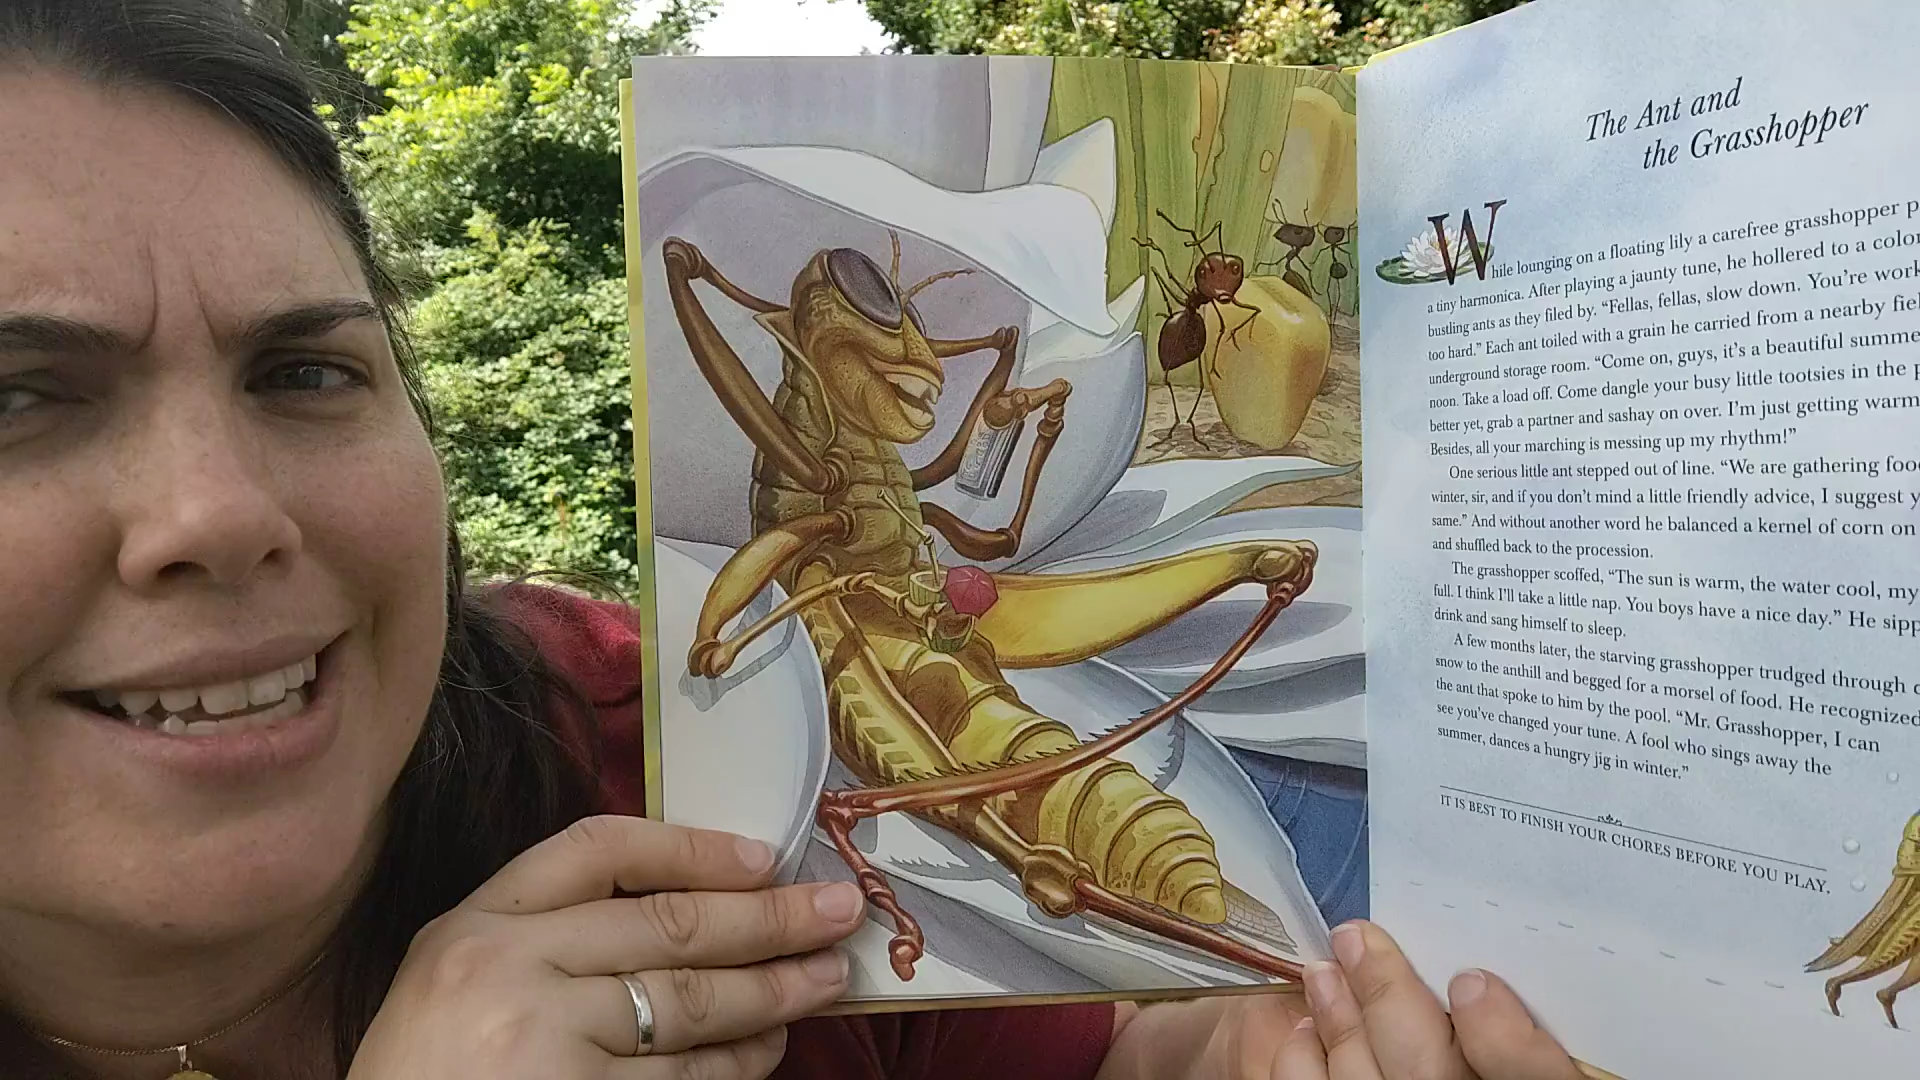 The Ant and
the Grasshopper
While lounging on a floating lily a carefree grasshopper
a tiny harmonica. After playing a jaunty tune, he hollered to a
bustling ants as they filed by. "Fellas, fellas, slow down. You're
too hard." Each ant toiled with a grain he carried from a nearby
underground storage room. "Come on, guys, it's a beautiful
noon. Take a load off. Come dangle your busy little tootsies in the
better yet, grab a partner and sashay on over. I'm just getting
Besides, all your marching is messing up my rhythm!"
One serious little ant stepped out of line. "We are gathering
winter, sir, and if you don't mind a little friendly advice, I suggest
same." And without another word he balanced a kernel of corn on
and shuffled back to the procession.
The grasshopper scoffed, "The sun is warm, the water cool, my
full. I think I'll take a little nap. You boys have a nice day." He
drink and sang himself to sleep.
A few months later, the starving grasshopper trudged through
snow to the anthill and begged for a morsel of food. He recognized
the ant that spoke to him by the pool. "Mr. Grasshopper, I can
see you've changed your tune. A fool who sings away the
summer, dances a hungry jig in winter."
IT IS BEST TO FINISH YOUR CHORES BEFORE YOU PLAY.